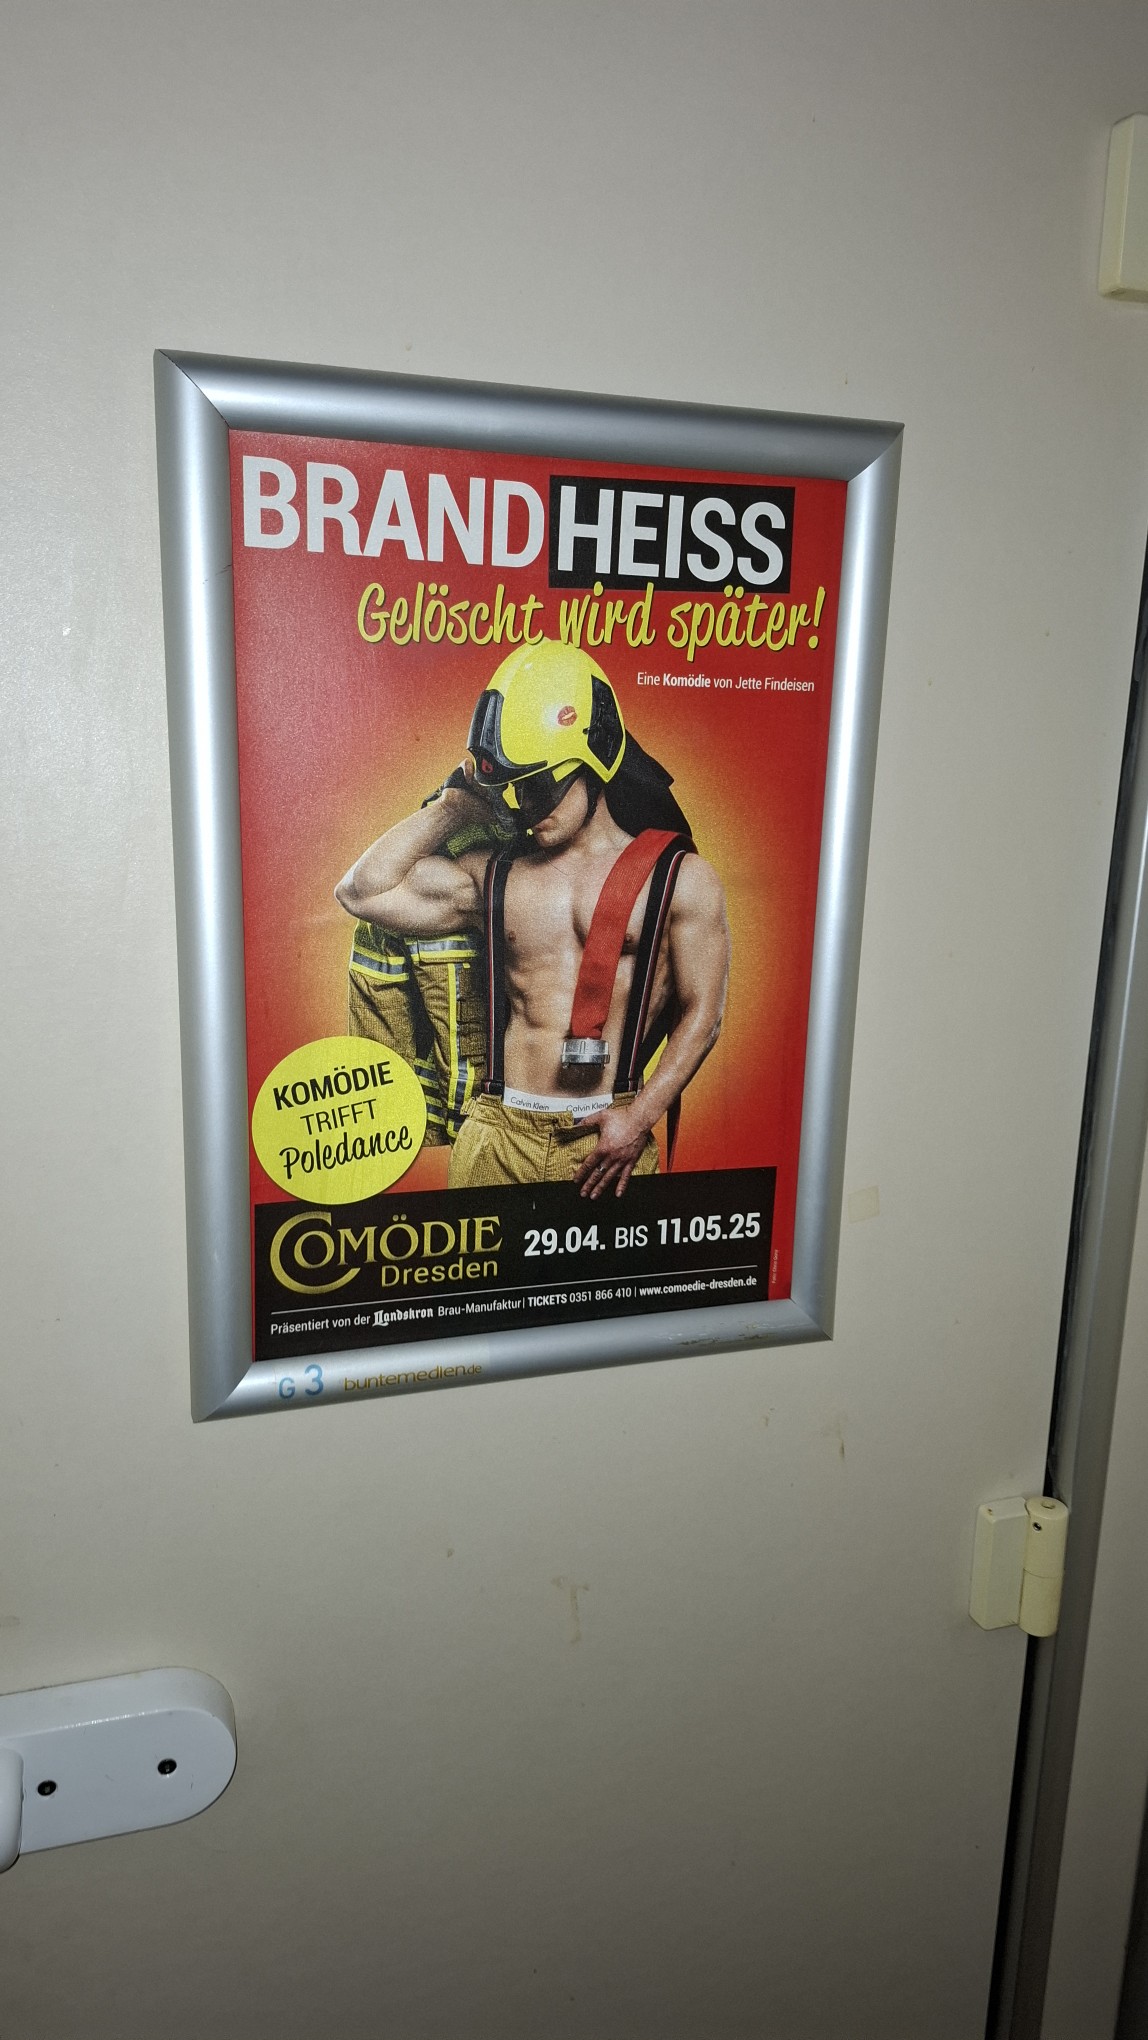 BRANDHEISS
Gelöscht wird später!
Eine Komödie von Jette Findeisen
Calvin Klein Calvin Klein
KOMÖDIE
TRIFFT
Poledance
COMÖDIE
Dresden
29.04. BIS 11.05.25
Präsentiert von der Landskron Brau-Manufaktur | TICKETS 0351 866 410 | www.comoedie-dresden.de
G 3 buntemedien.de